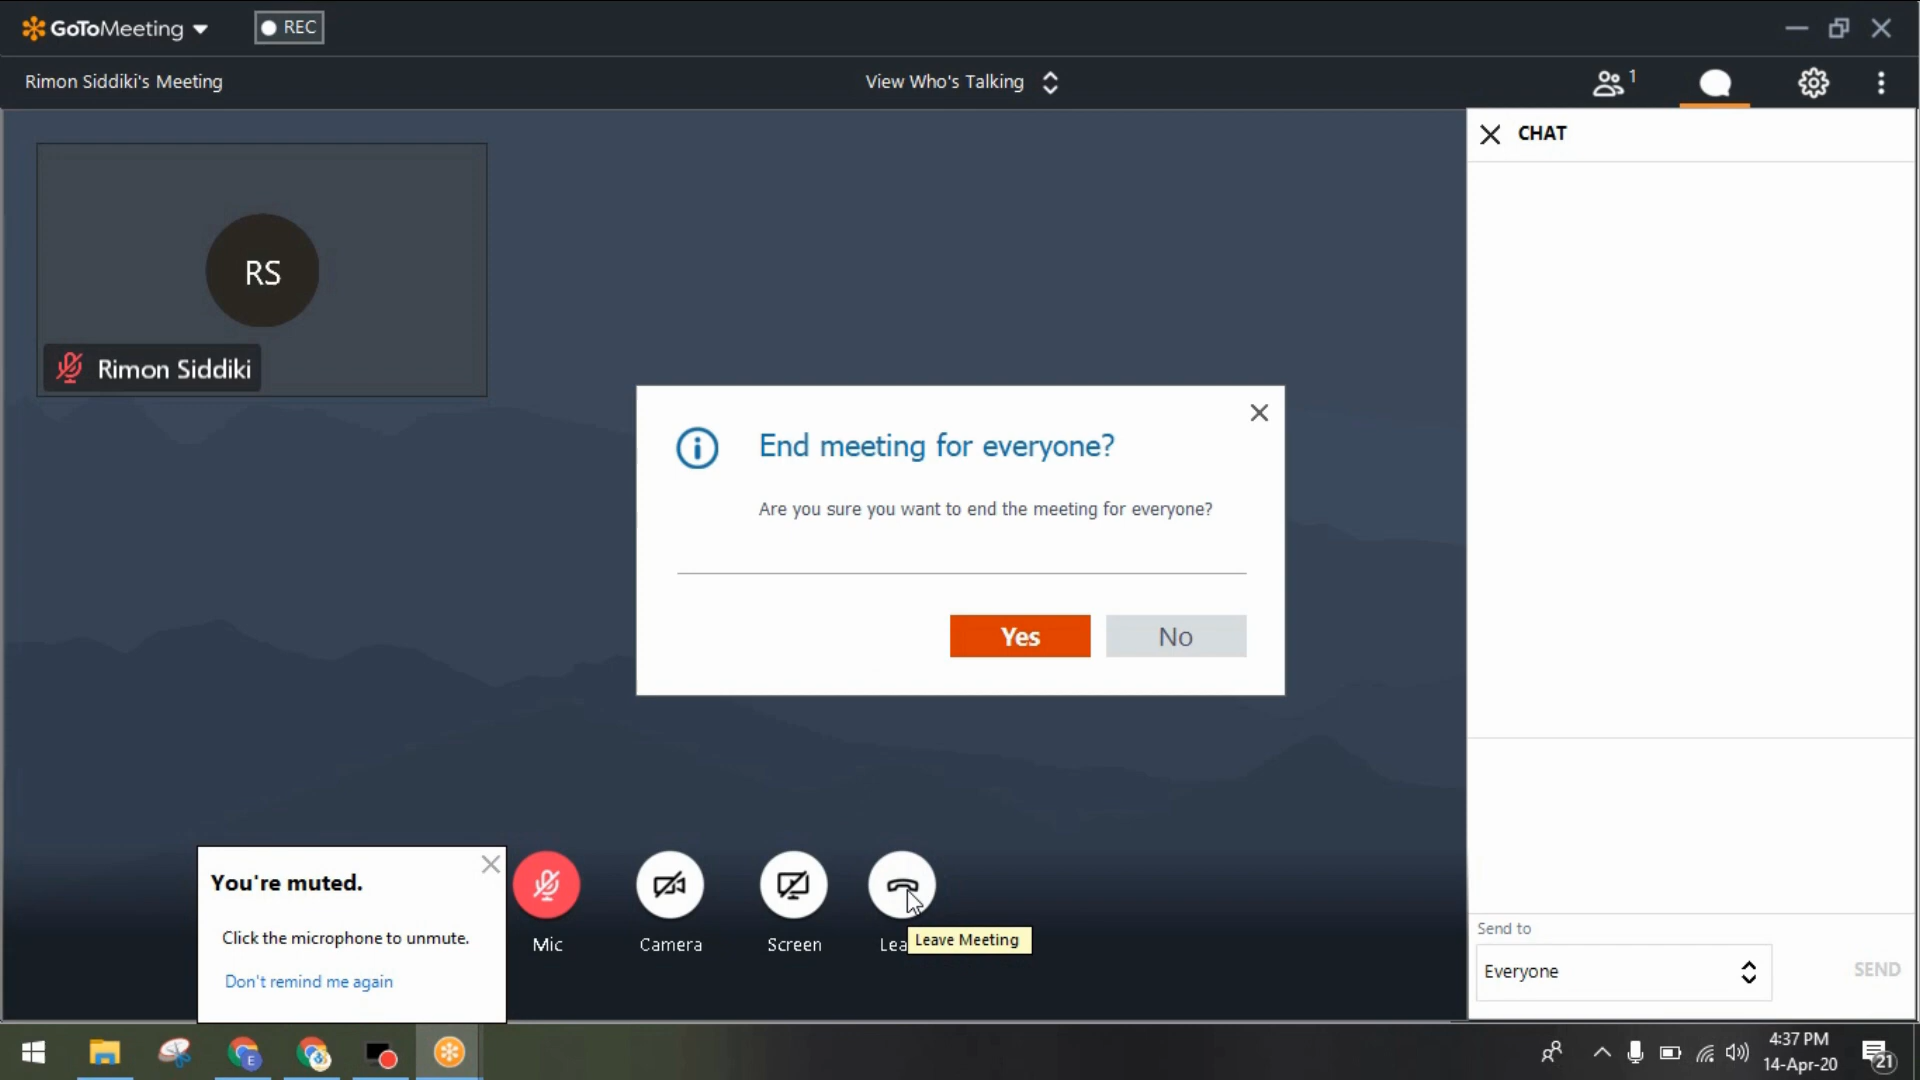 GoToMeeting
REC
Rimon Siddiki's Meeting
View Who's Talking
1
CHAT
RS
Rimon Siddiki
End meeting for everyone?
Are you sure you want to end the meeting for everyone?
Yes
No
You're muted.
Click the microphone to unmute.
Don't remind me again
Mic
Camera
Screen
Lea
Leave Meeting
Send to
Everyone
SEND
E
4:37 PM
14-Apr-20
21